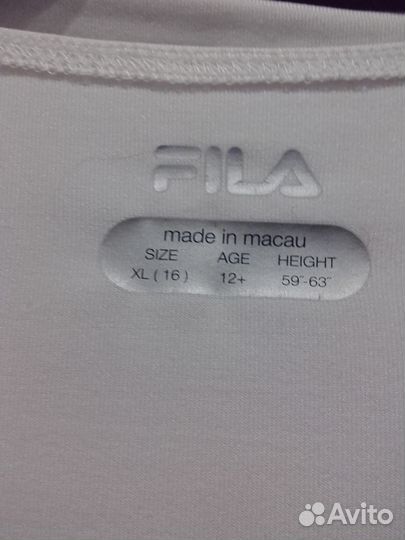 FILA
made in macau
SIZE AGE HEIGHT
XL ( 16 ) 12+ 59"-63"
Avito